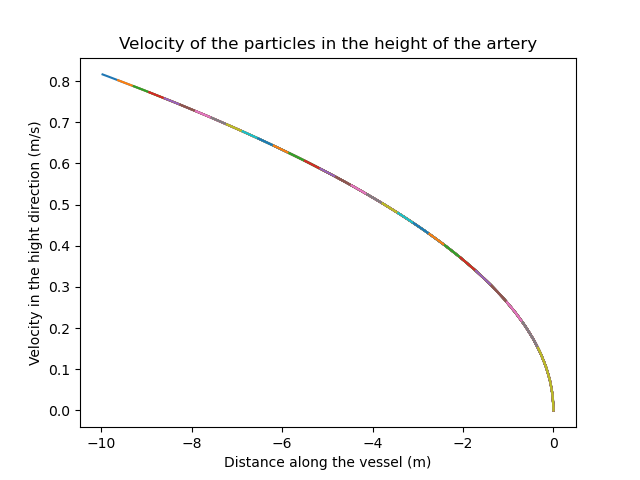 Velocity of the particles in the height of the artery
Velocity in the hight direction (m/s)
0.8
0.7
0.6
0.5
0.4
0.3
0.2
0.1
0.0
−10 −8 −6 −4 −2 0
Distance along the vessel (m)